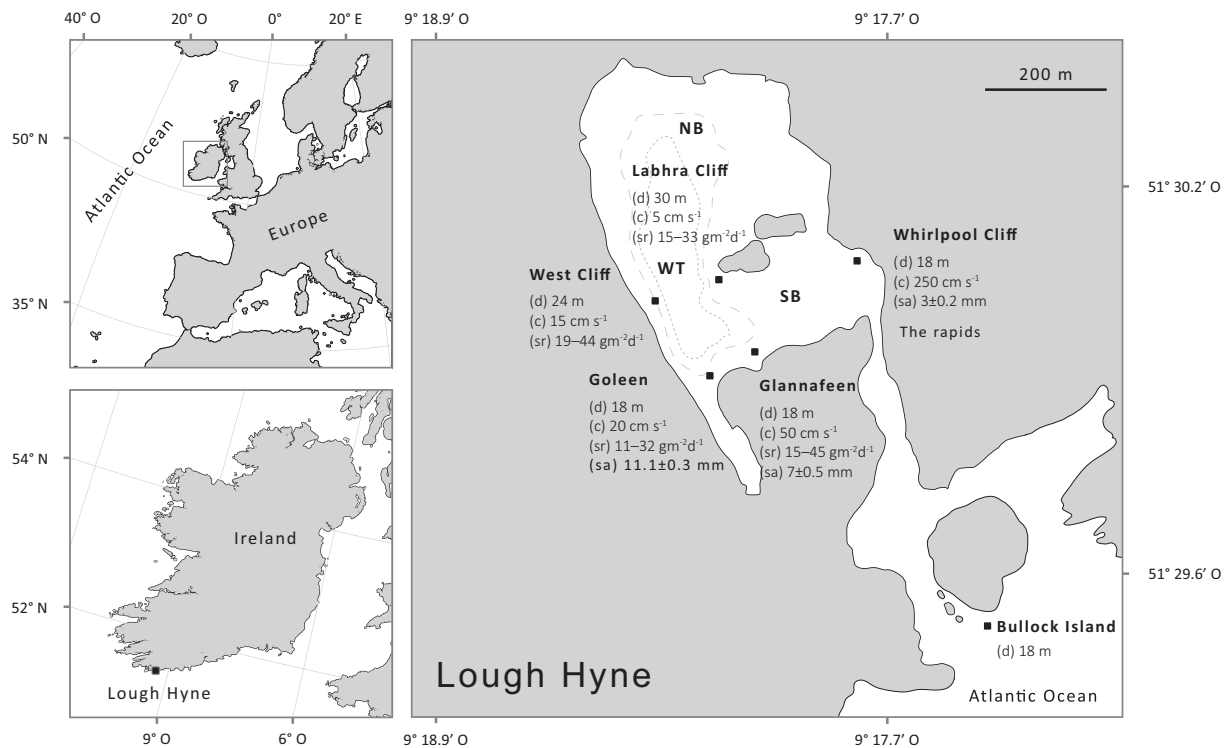 40° O
20° O
0°
20° E
50° N
35° N
Atlantic Ocean
Europe
54° N
52° N
Ireland
Lough Hyne
9° O
6° O
9° 18.9′ O
9° 17.7′ O
200 m
51° 30.2′ O
51° 29.6′ O
NB
Labhra Cliff
(d) 30 m
(c) 5 cm s⁻¹
(sr) 15–33 gm⁻²d⁻¹
WT
SB
West Cliff
(d) 24 m
(c) 15 cm s⁻¹
(sr) 19–44 gm⁻²d⁻¹
Whirlpool Cliff
(d) 18 m
(c) 250 cm s⁻¹
(sa) 3±0.2 mm
The rapids
Goleen
(d) 18 m
(c) 20 cm s⁻¹
(sr) 11–32 gm⁻²d⁻¹
(sa) 11.1±0.3 mm
Glannafeen
(d) 18 m
(c) 50 cm s⁻¹
(sr) 15–45 gm⁻²d⁻¹
(sa) 7±0.5 mm
Bullock Island
(d) 18 m
Atlantic Ocean
Lough Hyne
9° 18.9′ O
9° 17.7′ O